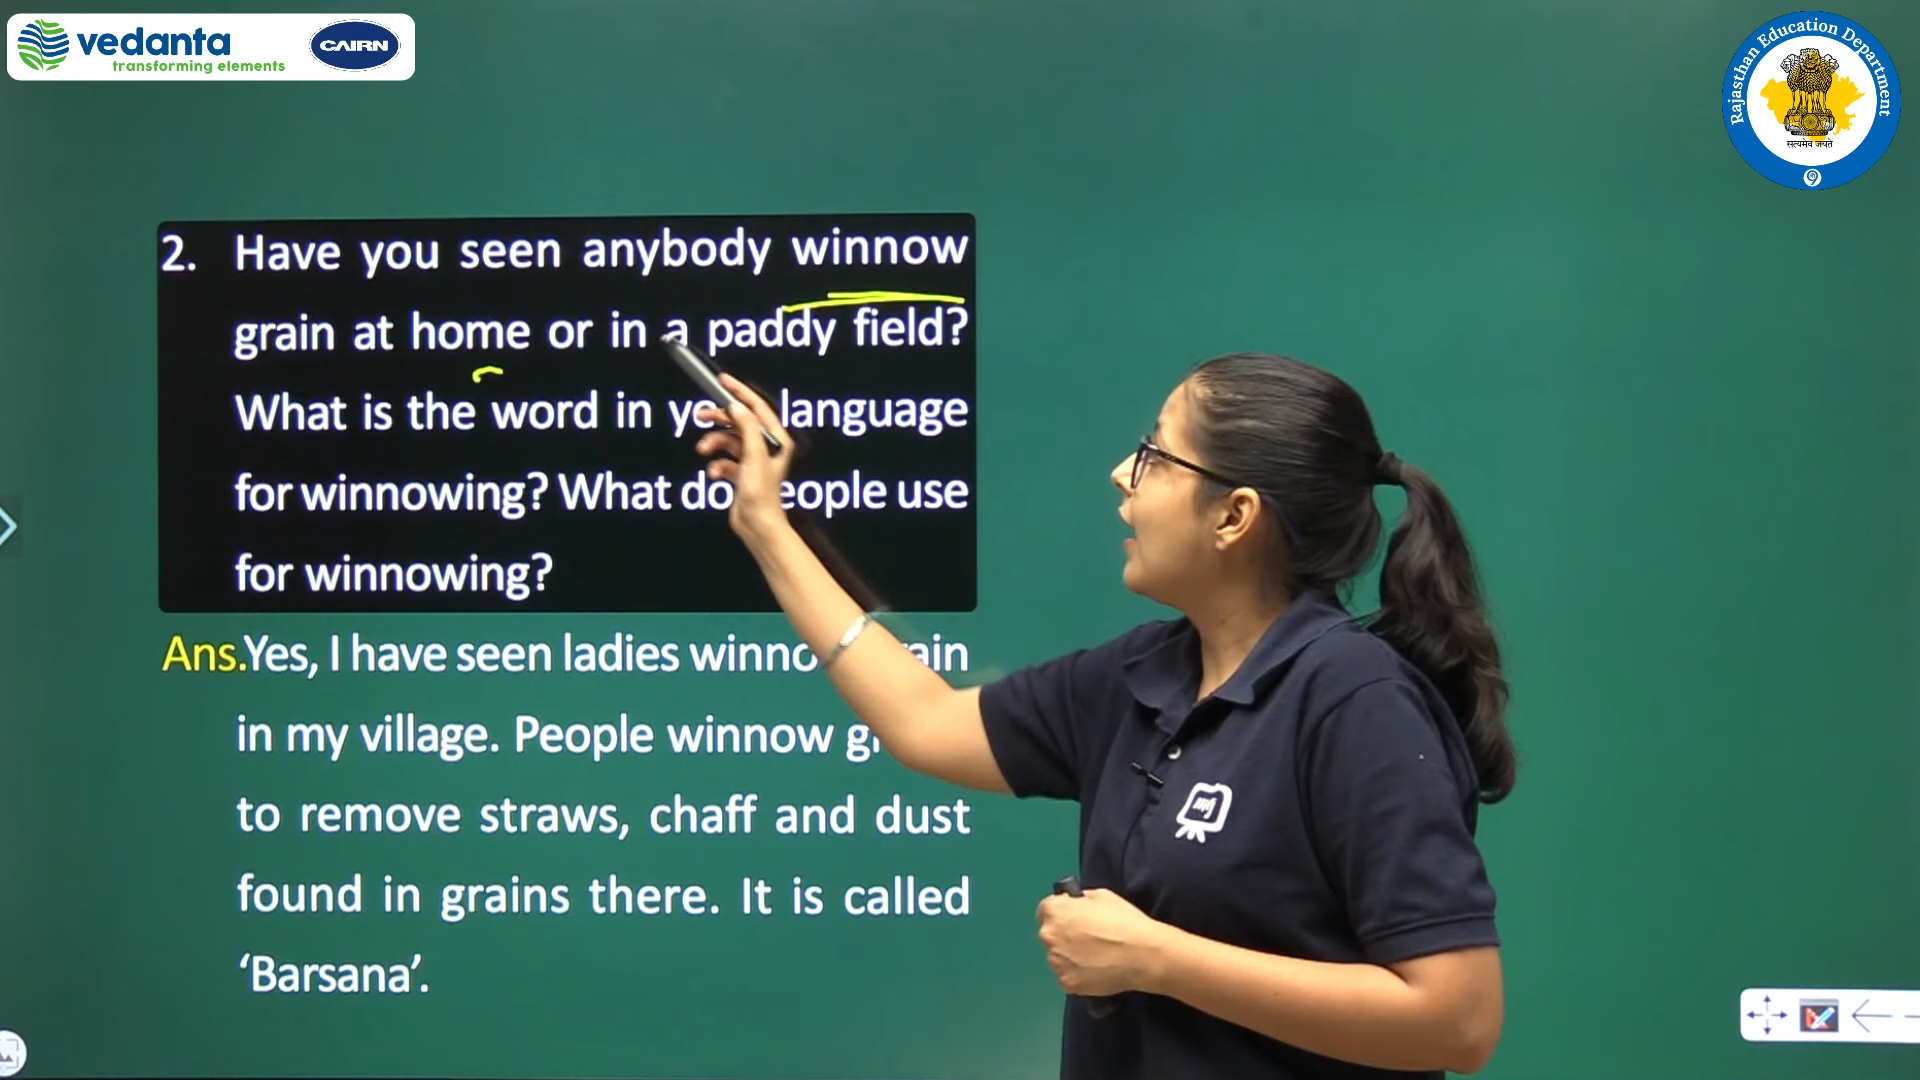 vedanta
transforming elements
CAIRN
Rajasthan Education Department
सत्यमेव जयते
2. Have you seen anybody winnow
grain at home or in a paddy field?
What is the word in language
for winnowing? What do people use
for winnowing?
Ans.Yes, I have seen ladies winnow grain
in my village. People winnow
to remove straws, chaff and dust
found in grains there. It is called
‘Barsana’.